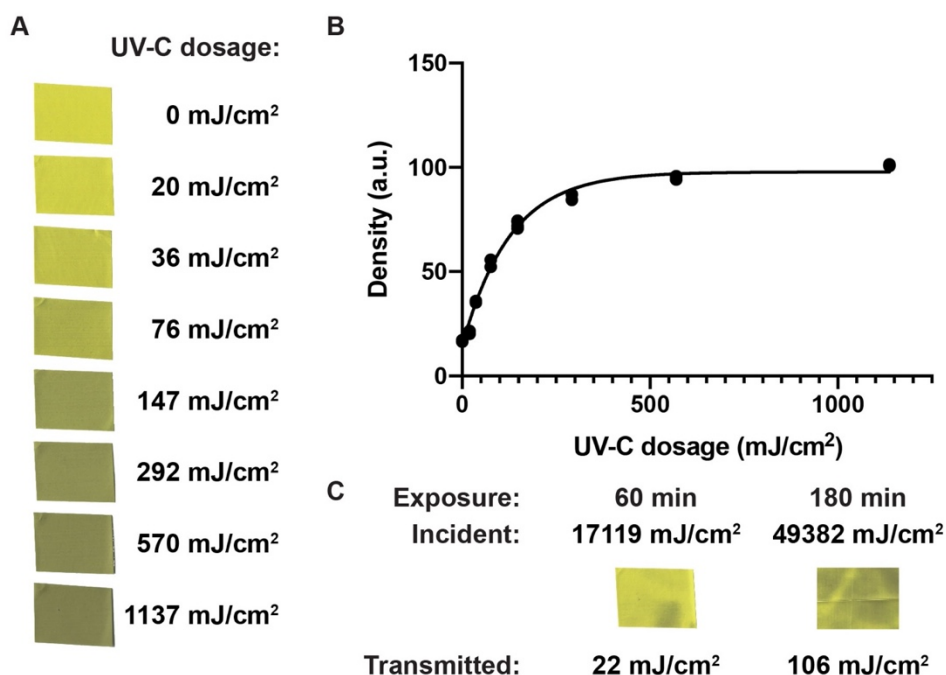 A
UV-C dosage:
0 mJ/cm²
20 mJ/cm²
36 mJ/cm²
76 mJ/cm²
147 mJ/cm²
292 mJ/cm²
570 mJ/cm²
1137 mJ/cm²
B
150
100
50
0
Density (a.u.)
0 500 1000
UV-C dosage (mJ/cm²)
C
Exposure: 60 min 180 min
Incident: 17119 mJ/cm² 49382 mJ/cm²
Transmitted: 22 mJ/cm² 106 mJ/cm²